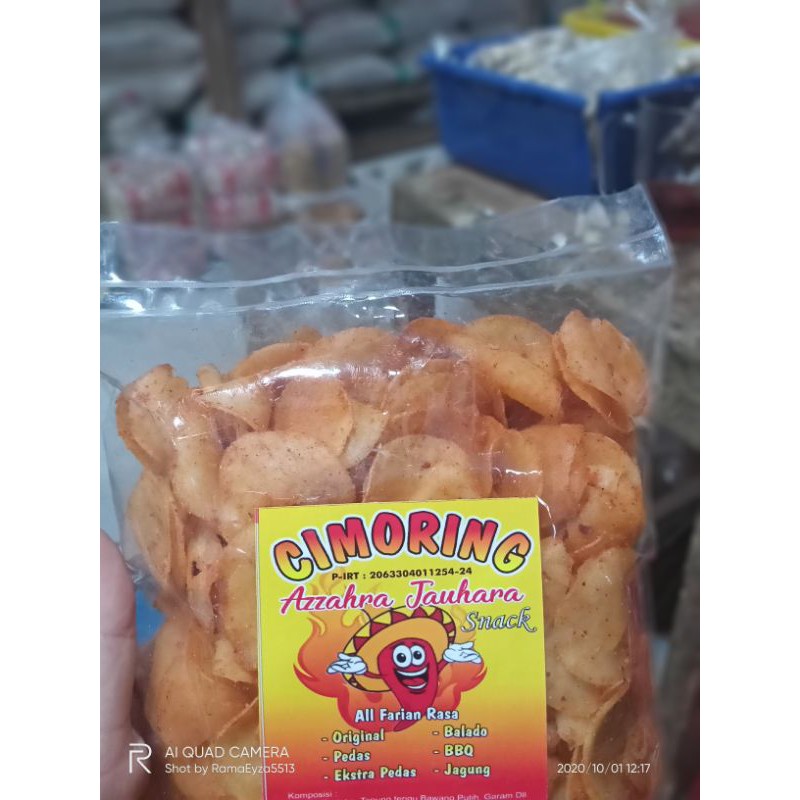 CIMORING
P-IRT : 2063304011254-24
Azzahra Jauhara
Snack
All Farian Rasa
- Original
- Pedas
- Ekstra Pedas
- Balado
- BBQ
- Jagung
Komposisi :
Bawang Putih, Garam Dll
AI QUAD CAMERA
Shot by RamaEyza5513
2020/10/01 12:17